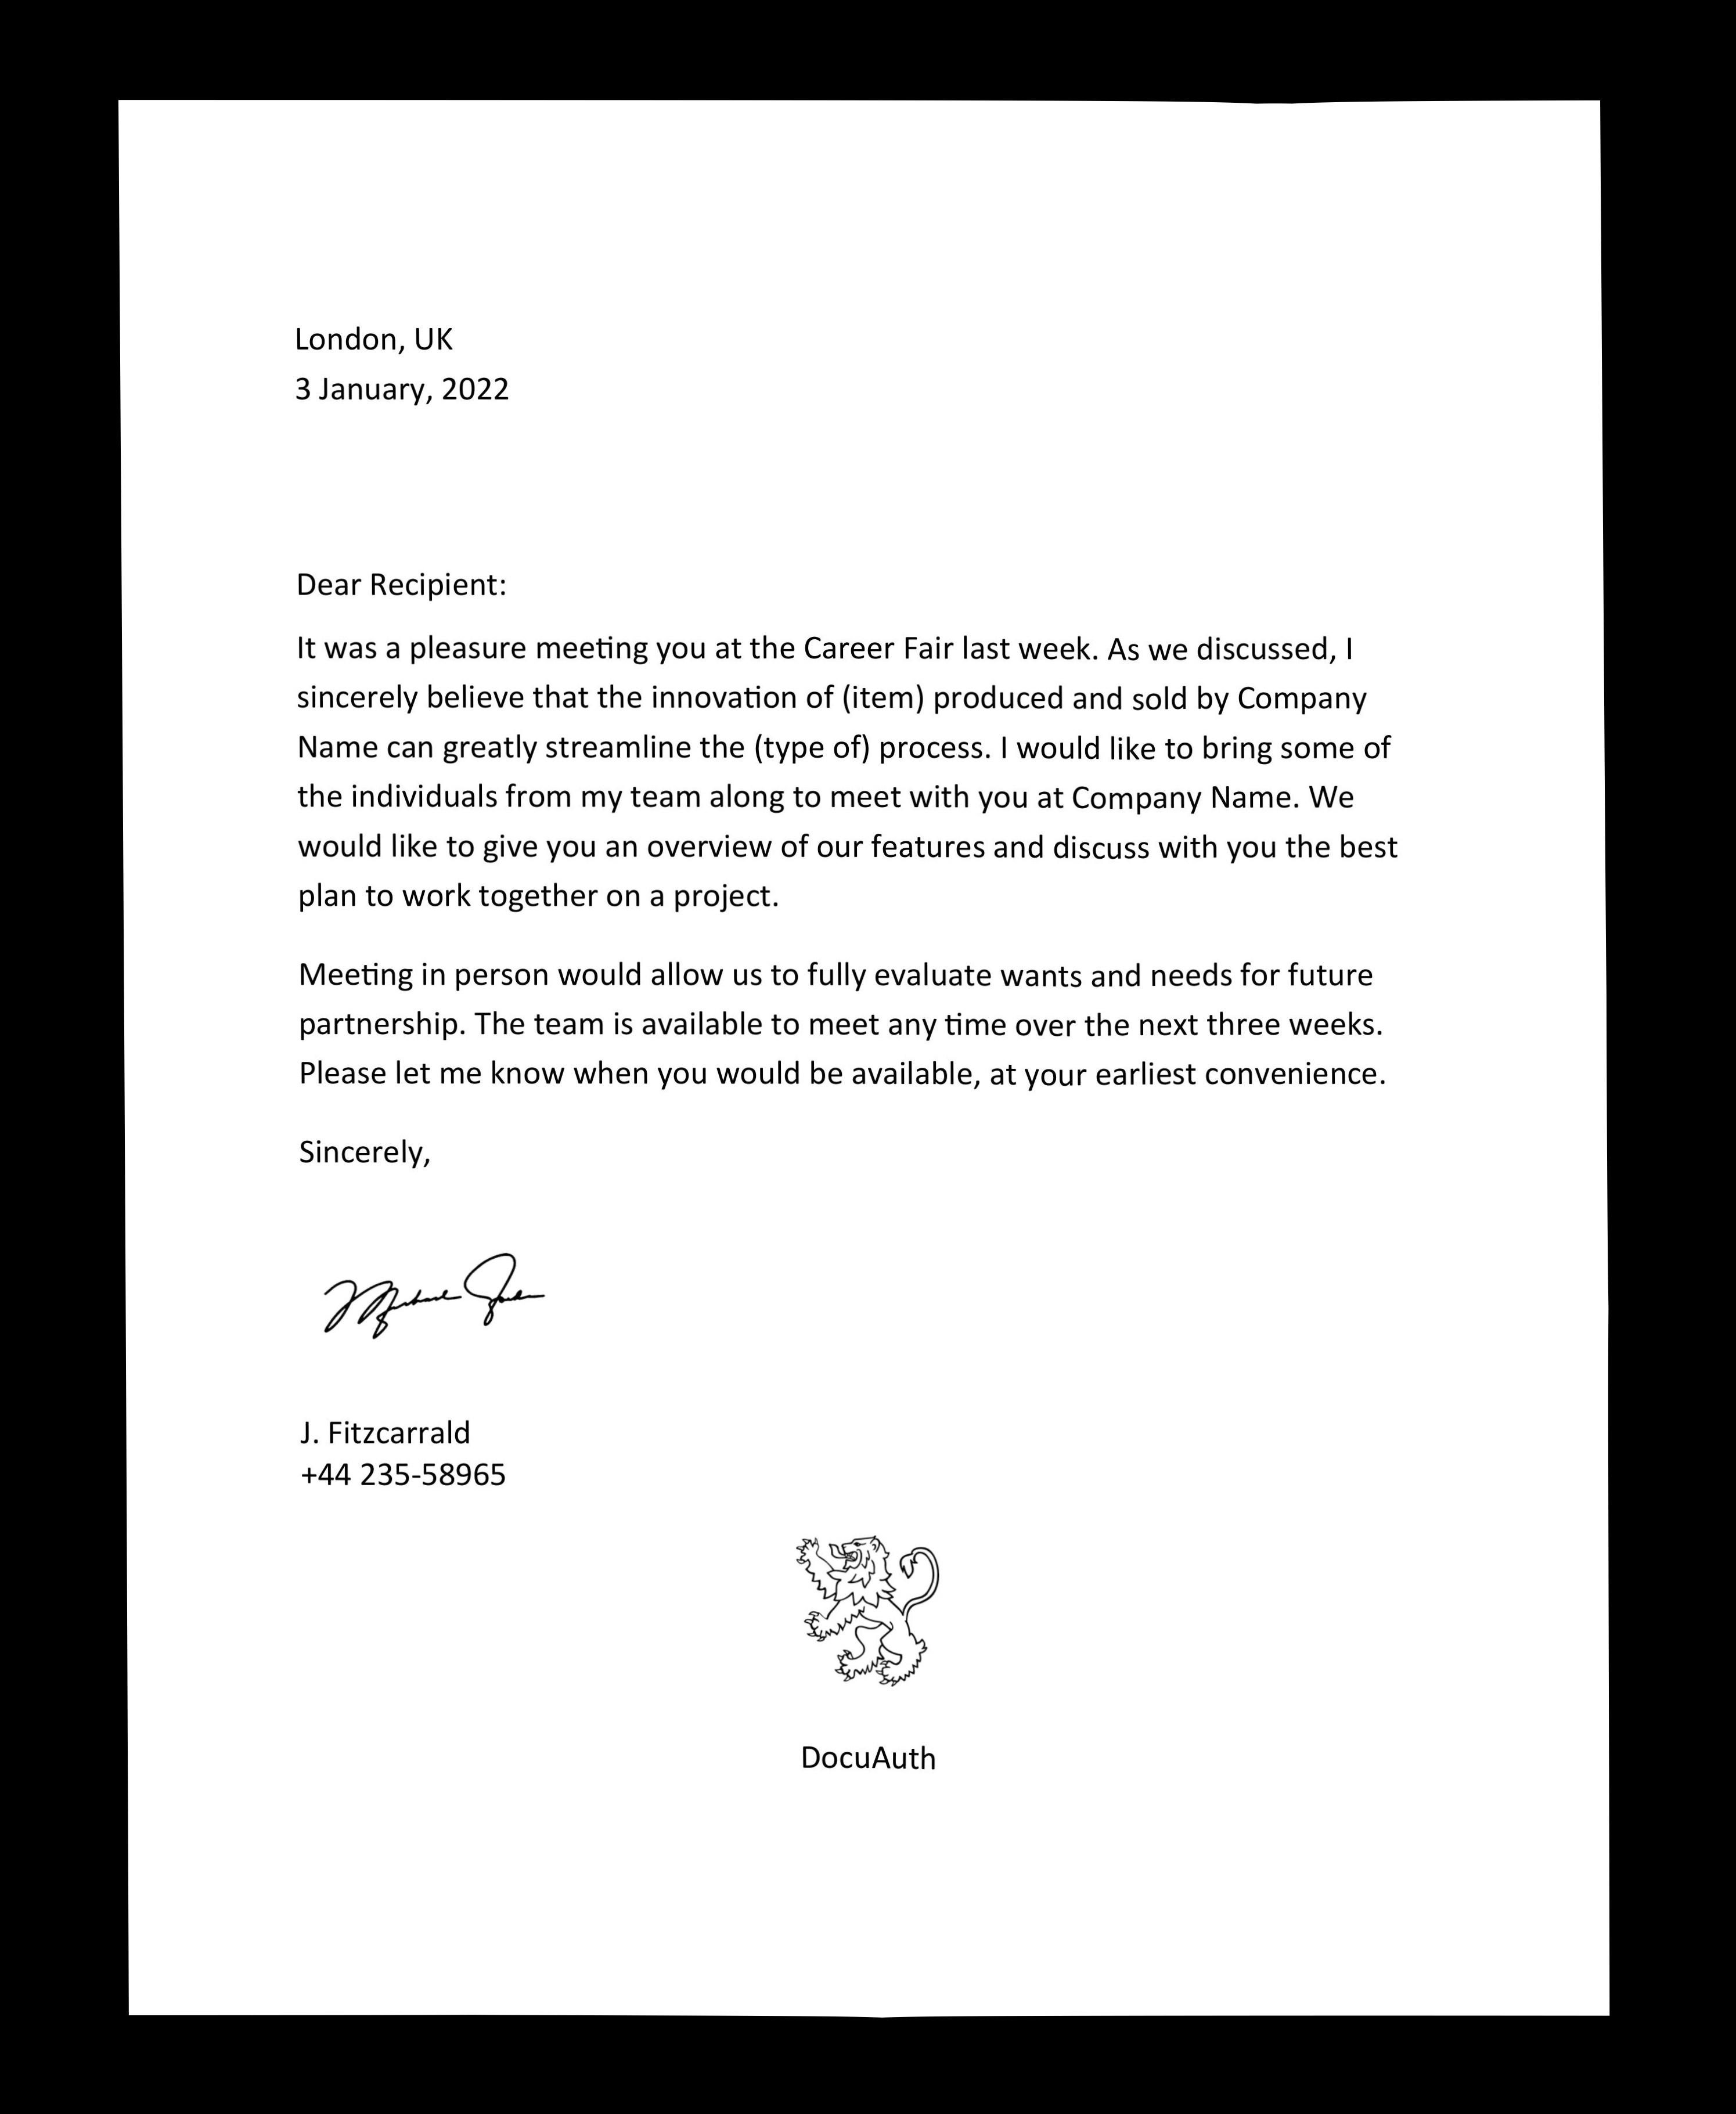 London, UK
3 January, 2022
Dear Recipient:
It was a pleasure meeting you at the Career Fair last week. As we discussed, I
sincerely believe that the innovation of (item) produced and sold by Company
Name can greatly streamline the (type of) process. I would like to bring some of
the individuals from my team along to meet with you at Company Name. We
would like to give you an overview of our features and discuss with you the best
plan to work together on a project.
Meeting in person would allow us to fully evaluate wants and needs for future
partnership. The team is available to meet any time over the next three weeks.
Please let me know when you would be available, at your earliest convenience.
Sincerely,
J. Fitzcarrald
+44 235-58965
DocuAuth